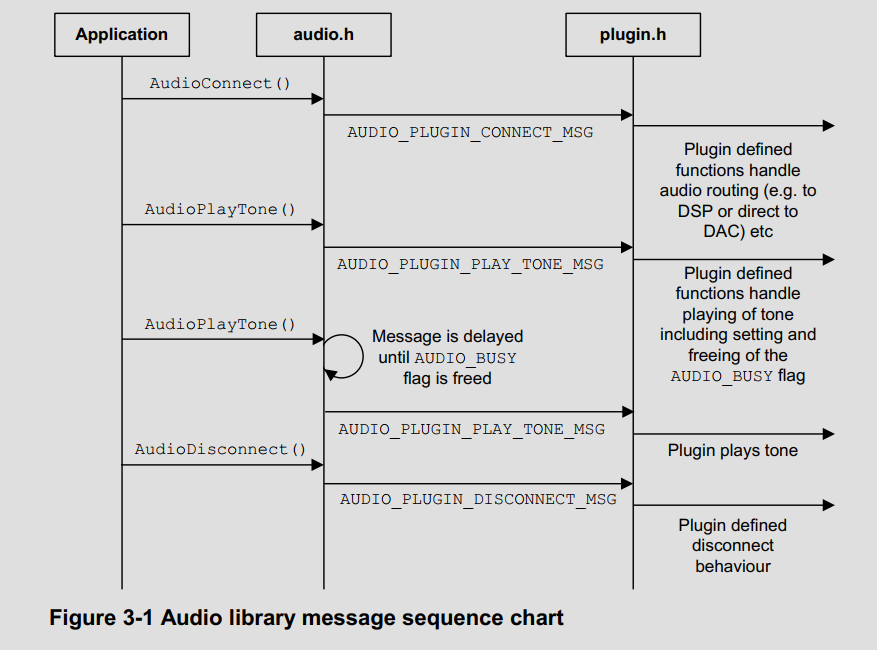 Application
audio.h
plugin.h
AudioConnect()
AUDIO_PLUGIN_CONNECT_MSG
Plugin defined
functions handle
audio routing (e.g. to
DSP or direct to
DAC) etc
AudioPlayTone()
AUDIO_PLUGIN_PLAY_TONE_MSG
Plugin defined
functions handle
playing of tone
including setting and
freeing of the
AUDIO_BUSY flag
AudioPlayTone()
Message is delayed
until AUDIO_BUSY
flag is freed
AUDIO_PLUGIN_PLAY_TONE_MSG
Plugin plays tone
AudioDisconnect()
AUDIO_PLUGIN_DISCONNECT_MSG
Plugin defined
disconnect
behaviour
Figure 3-1 Audio library message sequence chart